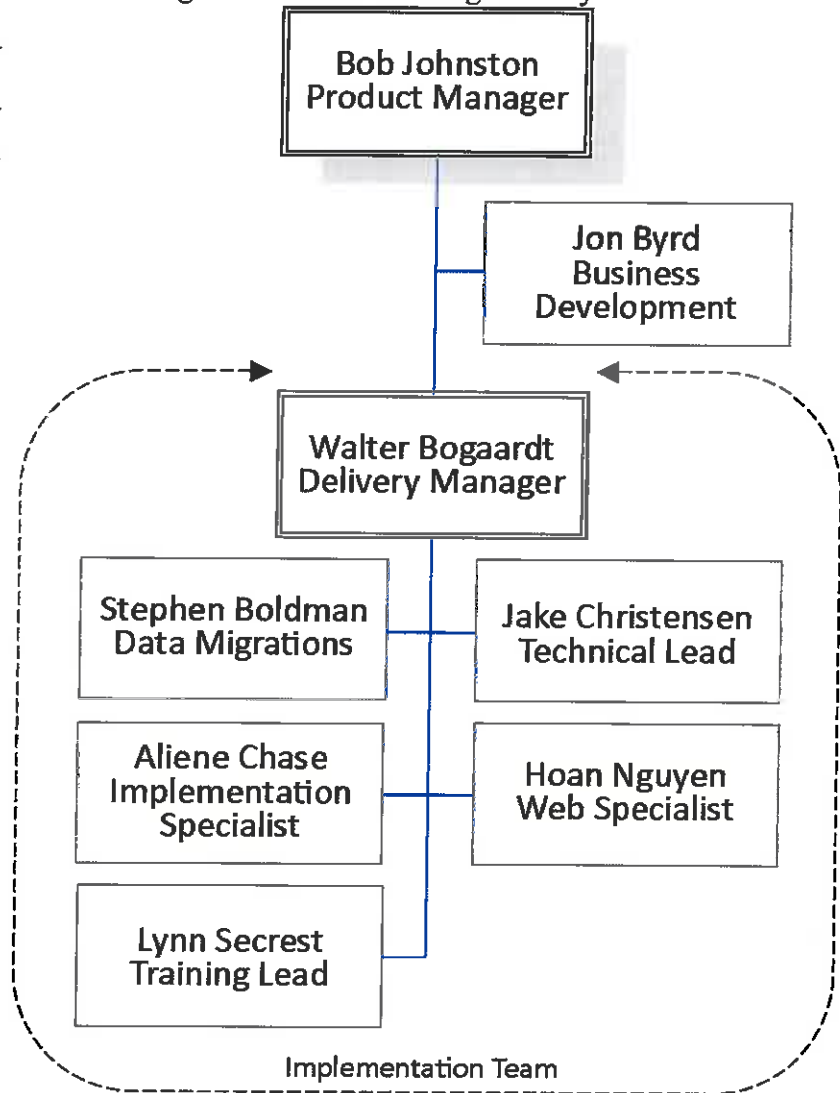 Bob Johnston
Product Manager
Jon Byrd
Business
Development
Walter Bogaardt
Delivery Manager
Stephen Boldman
Data Migrations
Jake Christensen
Technical Lead
Aliene Chase
Implementation
Specialist
Hoan Nguyen
Web Specialist
Lynn Secrest
Training Lead
Implementation Team